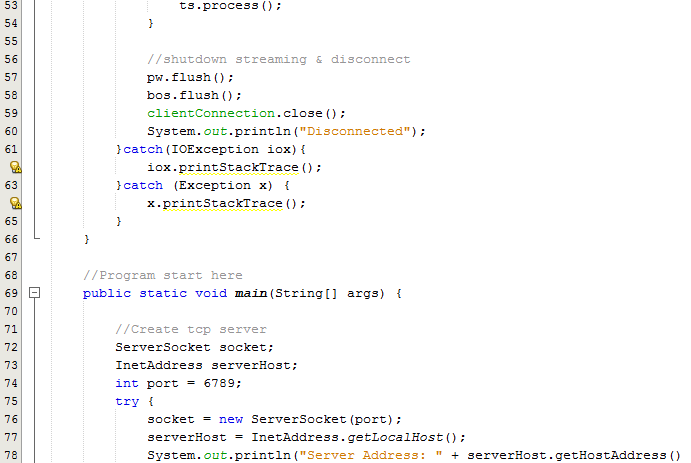 53 ts.process();
54 }
55
56 //shutdown streaming & disconnect
57 pw.flush();
58 bos.flush();
59 clientConnection.close();
60 System.out.println("Disconnected");
61 }catch(IOException iox){
iox.printStackTrace();
63 }catch (Exception x) {
x.printStackTrace();
65 }
66 }
67
68 //Program start here
69 public static void main(String[] args) {
70
71 //Create tcp server
72 ServerSocket socket;
73 InetAddress serverHost;
74 int port = 6789;
75 try {
76 socket = new ServerSocket(port);
77 serverHost = InetAddress.getLocalHost();
78 System.out.println("Server Address: " + serverHost.getHostAddress()